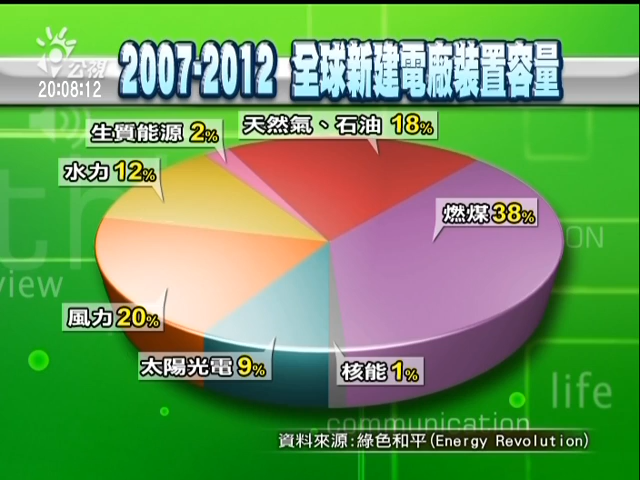 公視
20:08:12
2007-2012 全球新建電廠裝置容量
生質能源 2%
天然氣、石油 18%
水力 12%
燃煤 38%
風力 20%
太陽光電 9%
核能 1%
view
ON
life
communication
資料來源:綠色和平(Energy Revolution)